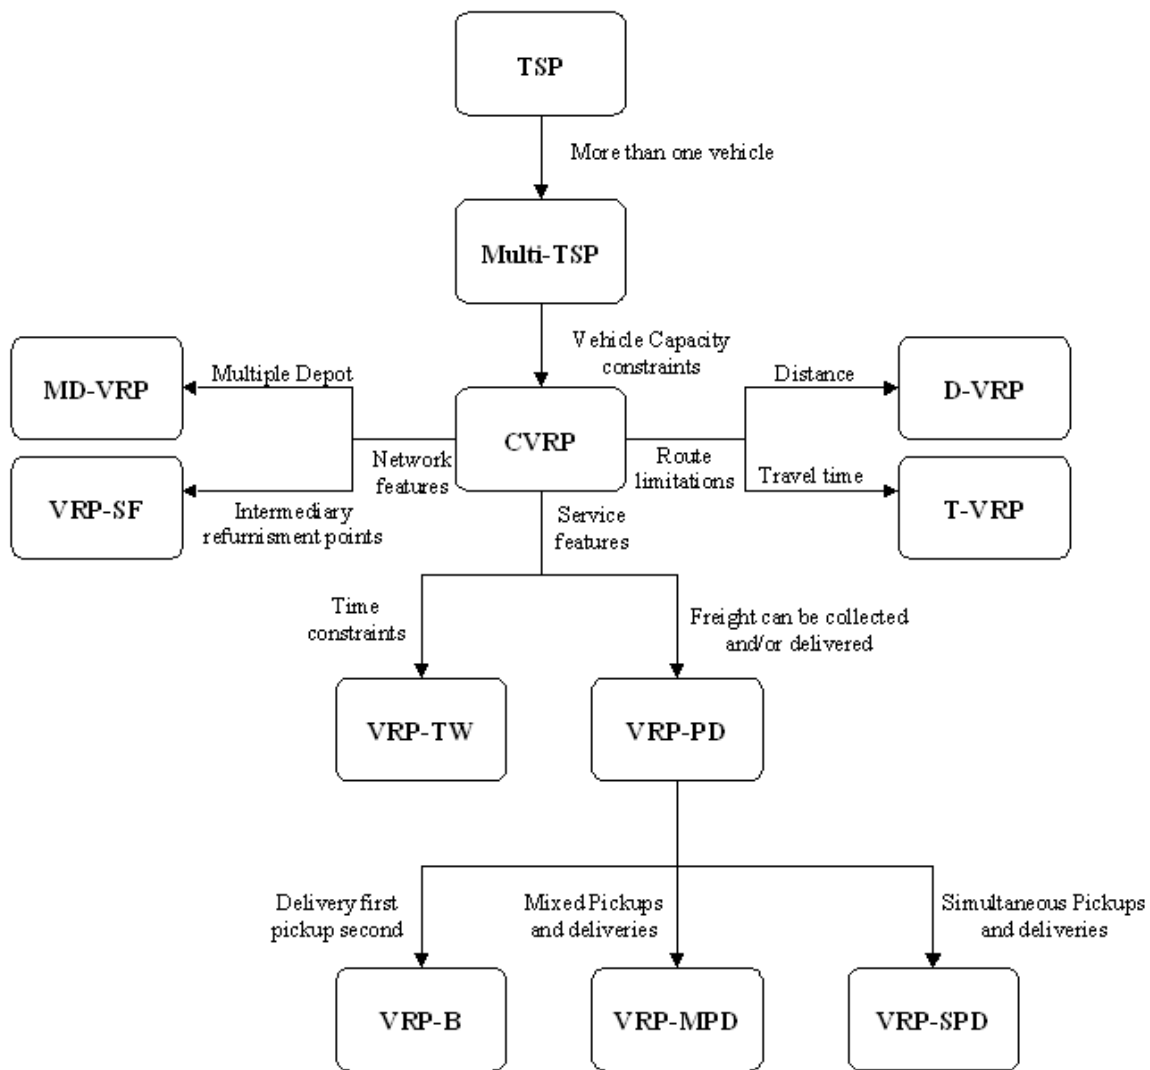 TSP
More than one vehicle
Multi-TSP
Vehicle Capacity
constraints
MD-VRP
Multiple Depot
Distance
D-VRP
CVRP
Network
features
Route
limitations
VRP-SF
Intermediary
refurnisment points
Travel time
T-VRP
Service
features
Time
constraints
Freight can be collected
and/or delivered
VRP-TW
VRP-PD
Delivery first
pickup second
Mixed Pickups
and deliveries
Simultaneous Pickups
and deliveries
VRP-B
VRP-MPD
VRP-SPD